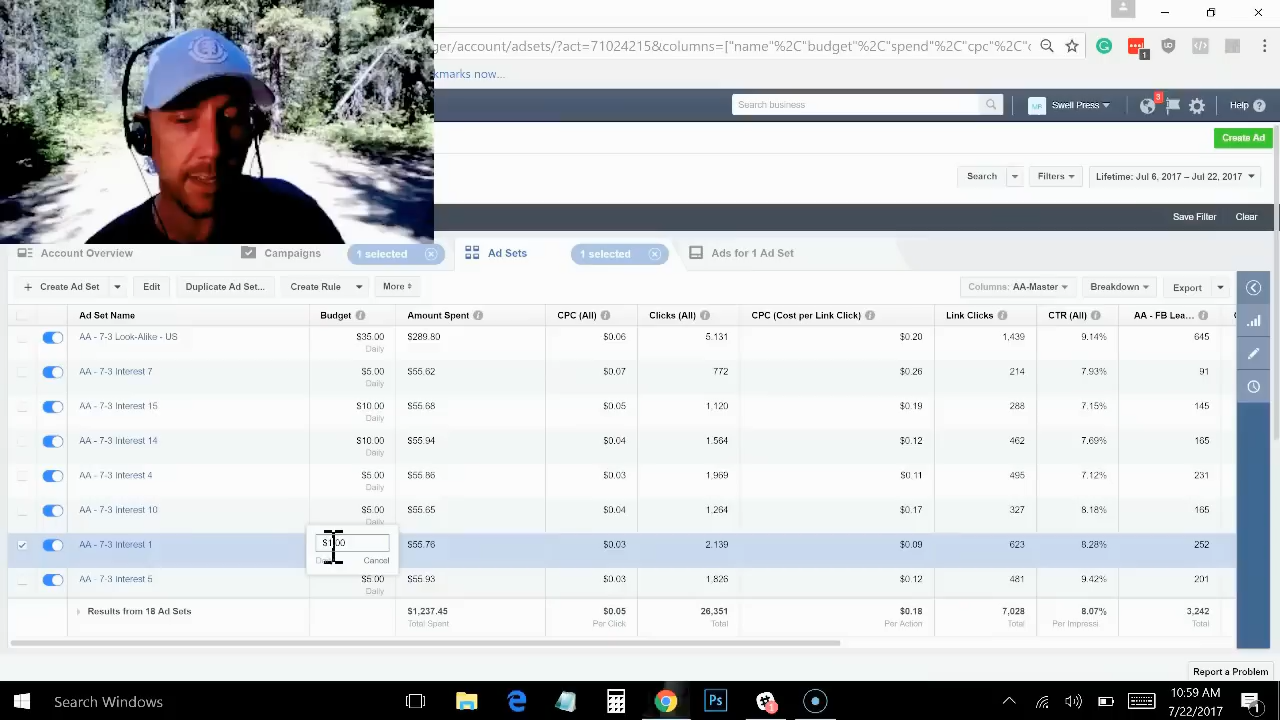 ger/account/adsets/?act=71024215&columns=["name"%2C"budget"%2C"spend"%2C"cpc"%2C"c
kmarks now...
1
Search business
UP Swell Press
3
Help
Create Ad
Search
Filters
Lifetime: Jul 6, 2017 – Jul 22, 2017
Save Filter Clear
Account Overview
Campaigns
1 selected
Ad Sets
1 selected
Ads for 1 Ad Set
+ Create Ad Set
Edit
Duplicate Ad Set...
Create Rule
More
Columns: AA-Master
Breakdown
Export
Ad Set Name Budget Amount Spent CPC (All) Clicks (All) CPC (Cost per Link Click) Link Clicks CTR (All) AA - FB Lea...
AA - 7-3 Look-Alike - US $35.00 $289.80 $0.06 5,131 $0.20 1,439 9.14% 645
Daily
AA - 7-3 Interest 7 $5.00 $55.62 $0.07 772 $0.26 214 7.93% 91
Daily
AA - 7-3 Interest 15 $10.00 $55.68 $0.05 1,120 $0.19 288 7.15% 145
Daily
AA - 7-3 Interest 14 $10.00 $55.94 $0.04 1,564 $0.12 462 7.69% 165
Daily
AA - 7-3 Interest 4 $5.00 $55.86 $0.03 1,969 $0.11 495 7.12% 231
Daily
AA - 7-3 Interest 10 $5.00 $55.65 $0.04 1,264 $0.17 327 8.18% 165
Daily
AA - 7-3 Interest 1 $55.76 $0.03 2,139 $0.09 623 8.28% 252
Cancel
AA - 7-3 Interest 5 $5.00 $55.93 $0.03 1,826 $0.12 481 9.42% 201
Daily
Results from 18 Ad Sets $1,237.45 $0.05 26,351 $0.18 7,028 8.07% 3,242
Total Spent Per Click Total Per Action Total Per Impressi Total
Report a Problem
Search Windows
Ps
10:59 AM
7/22/2017